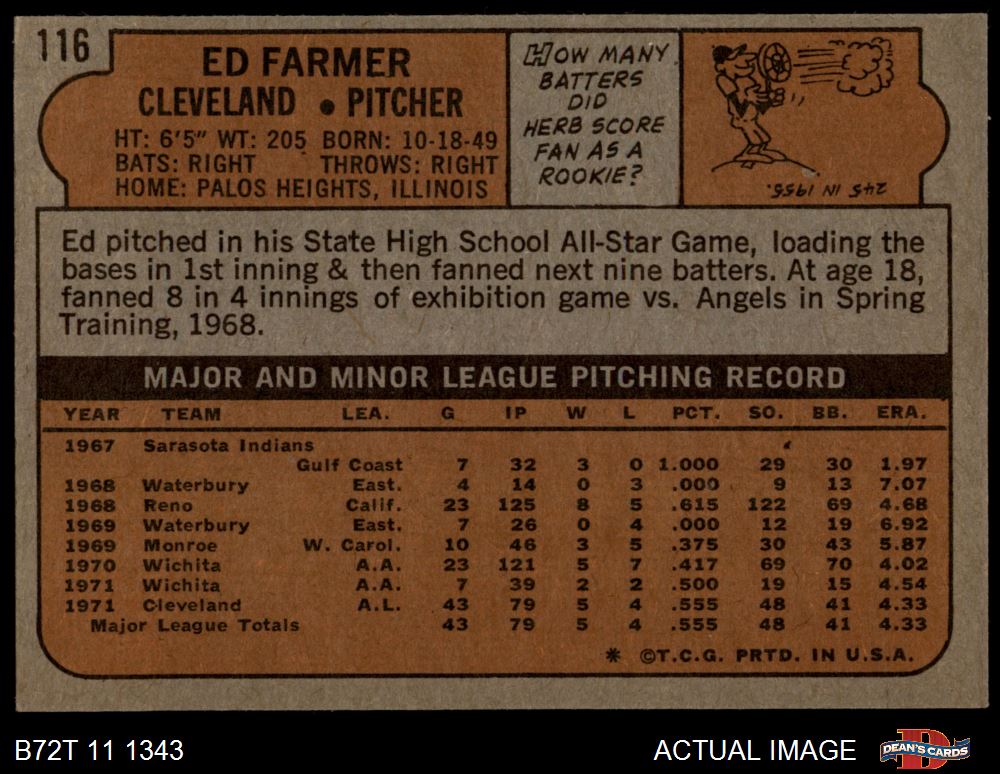 116
ED FARMER
CLEVELAND • PITCHER
HT: 6'5" WT: 205 BORN: 10-18-49
BATS: RIGHT THROWS: RIGHT
HOME: PALOS HEIGHTS, ILLINOIS
HOW MANY
BATTERS
DID
HERB SCORE
FAN AS A
ROOKIE?
245 IN 1955.
Ed pitched in his State High School All-Star Game, loading the
bases in 1st inning & then fanned next nine batters. At age 18,
fanned 8 in 4 innings of exhibition game vs. Angels in Spring
Training, 1968.
MAJOR AND MINOR LEAGUE PITCHING RECORD
YEAR TEAM LEA. G IP W L PCT. SO. BB. ERA.
1967 Sarasota Indians
Gulf Coast 7 32 3 0 1.000 29 30 1.97
1968 Waterbury East. 4 14 0 3 .000 9 13 7.07
1968 Reno Calif. 23 125 8 5 .615 122 69 4.68
1969 Waterbury East. 7 26 0 4 .000 12 19 6.92
1969 Monroe W. Carol. 10 46 3 5 .375 30 43 5.87
1970 Wichita A.A. 23 121 5 7 .417 69 70 4.02
1971 Wichita A.A. 7 39 2 2 .500 19 15 4.54
1971 Cleveland A.L. 43 79 5 4 .555 48 41 4.33
Major League Totals 43 79 5 4 .555 48 41 4.33
* ©T.C.G. PRTD. IN U.S.A.
B72T 11 1343
ACTUAL IMAGE
DEAN'S CARDS